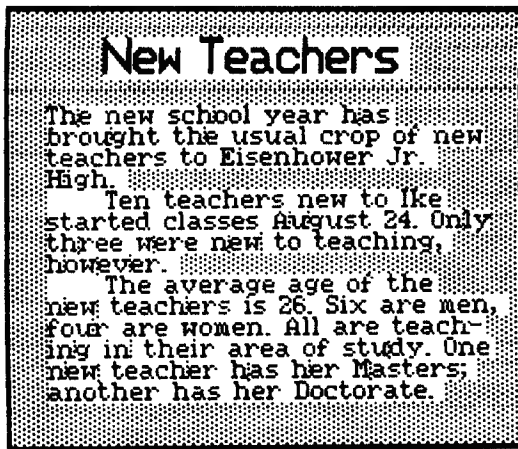 New Teachers
The new school year has
brought the usual crop of new
teachers to Eisenhower Jr.
High.
Ten teachers new to Ike
started classes August 24. Only
three were new to teaching,
however.
The average age of the
new teachers is 26. Six are men,
four are women. All are teach-
ing in their area of study. One
new teacher has her Masters;
another has her Doctorate.